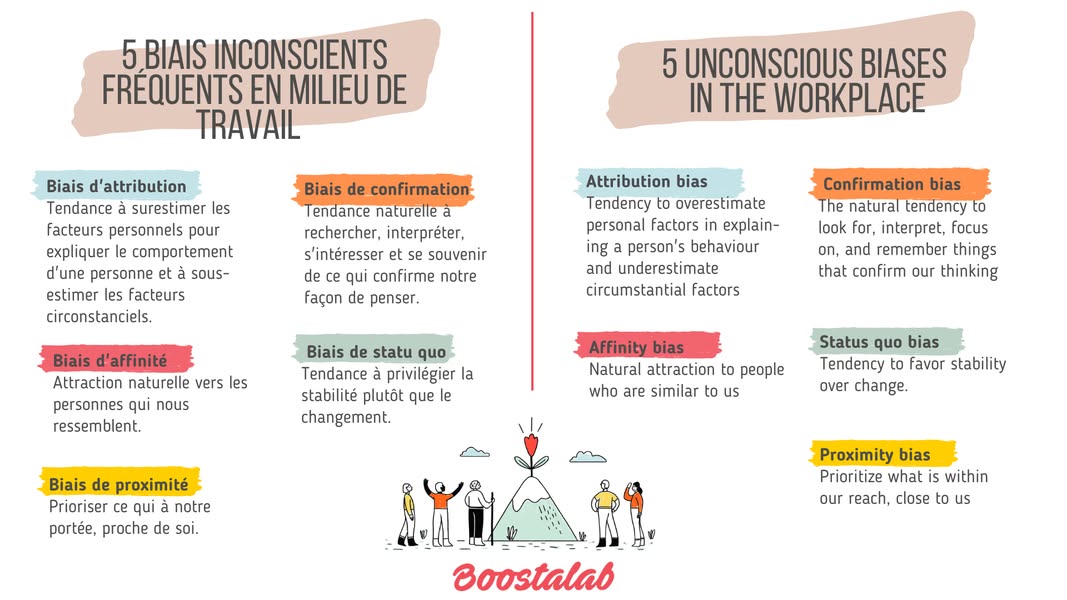 5 BIAIS INCONSCIENTS
FRÉQUENTS EN MILIEU DE
TRAVAIL
Biais d'attribution
Tendance à surestimer les
facteurs personnels pour
expliquer le comportement
d'une personne et à sous-
estimer les facteurs
circonstanciels.
Biais d'affinité
Attraction naturelle vers les
personnes qui nous
ressemblent.
Biais de proximité
Prioriser ce qui à notre
portée, proche de soi.
Biais de confirmation
Tendance naturelle à
rechercher, interpréter,
s'intéresser et se souvenir
de ce qui confirme notre
façon de penser.
Biais de statu quo
Tendance à privilégier la
stabilité plutôt que le
changement.
5 UNCONSCIOUS BIASES
IN THE WORKPLACE
Attribution bias
Tendency to overestimate
personal factors in explain-
ing a person's behaviour
and underestimate
circumstantial factors
Affinity bias
Natural attraction to people
who are similar to us
Confirmation bias
The natural tendency to
look for, interpret, focus
on, and remember things
that confirm our thinking
Status quo bias
Tendency to favor stability
over change.
Proximity bias
Prioritize what is within
our reach, close to us
Boostalab